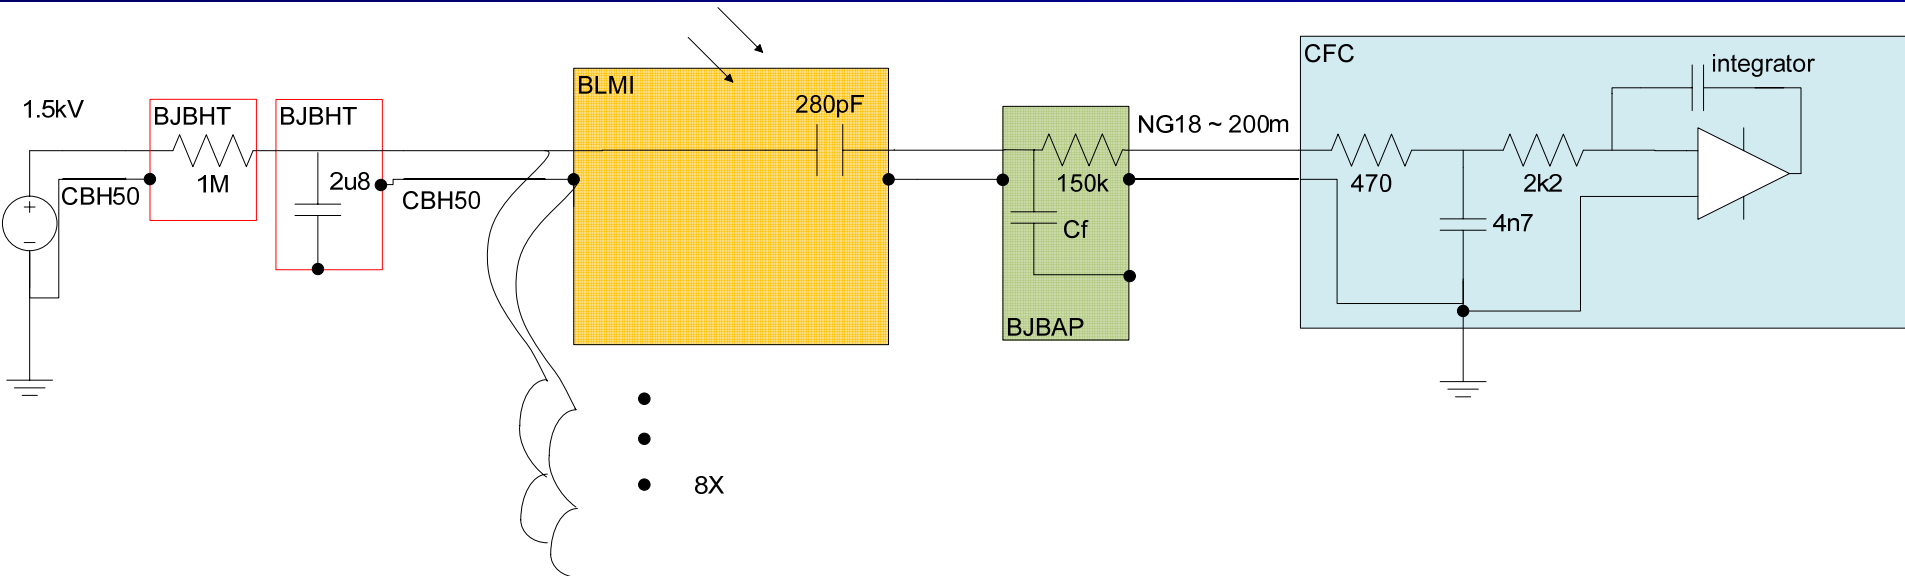 1.5kV
BJBHT
1M
CBH50
BJBHT
2u8
CBH50
BLMI
280pF
8X
BJBAP
150k
Cf
NG18 ~ 200m
CFC
integrator
470
2k2
4n7